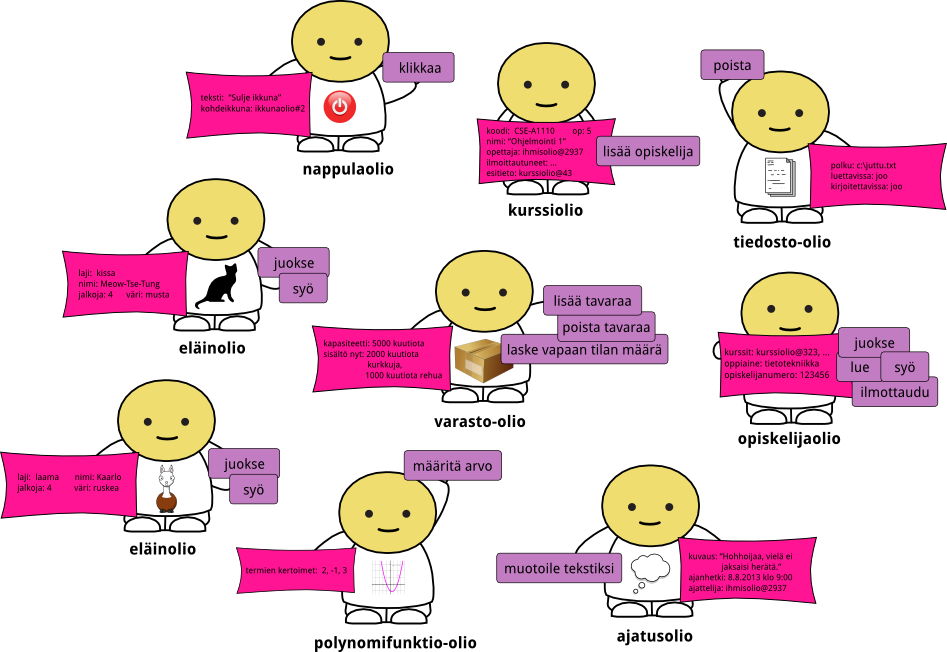 klikkaa
teksti: "Sulje ikkuna"
kohdeikkuna: ikkunaolio#2
nappulaolio
koodi: CSE-A1110 op: 5
nimi: "Ohjelmointi 1"
opettaja: ihmisolio@2937
ilmoittautuneet: ...
esitieto: kurssiolio@43
lisää opiskelija
kurssiolio
poista
polku: c:\juttu.txt
luettavissa: joo
kirjoitettavissa: joo
tiedosto-olio
laji: kissa
nimi: Meow-Tse-Tung
jalkoja: 4 väri: musta
juokse
syö
eläinolio
kapasiteetti: 5000 kuutiota
sisältö nyt: 2000 kuutiota
kurkkuja,
1000 kuutiota rehua
lisää tavaraa
poista tavaraa
laske vapaan tilan määrä
varasto-olio
kurssit: kurssiolio@323, ...
oppiaine: tietotekniikka
opiskelijanumero: 123456
juokse
lue
syö
ilmottaudu
opiskelijaolio
laji: laama nimi: Kaarlo
jalkoja: 4 väri: ruskea
juokse
syö
eläinolio
määritä arvo
termien kertoimet: 2, -1, 3
polynomifunktio-olio
muotoile tekstiksi
kuvaus: "Hohhoijaa, vielä ei
jaksaisi herätä."
ajanhetki: 8.8.2013 klo 9:00
ajattelija: ihmisolio@2937
ajatusolio